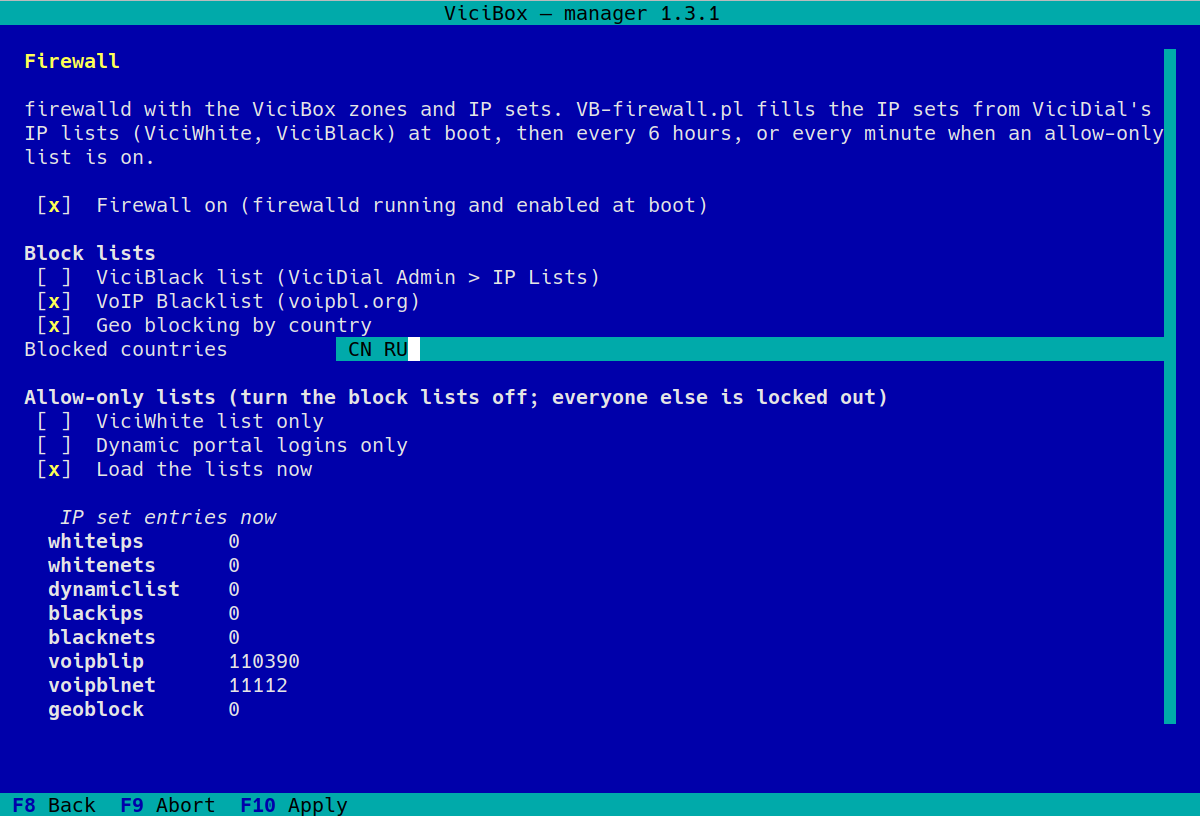 ViciBox — manager 1.3.1
Firewall
firewalld with the ViciBox zones and IP sets. VB-firewall.pl fills the IP sets from ViciDial's
IP lists (ViciWhite, ViciBlack) at boot, then every 6 hours, or every minute when an allow-only
list is on.
[x] Firewall on (firewalld running and enabled at boot)
Block lists
[ ] ViciBlack list (ViciDial Admin > IP Lists)
[x] VoIP Blacklist (voipbl.org)
[x] Geo blocking by country
Blocked countries CN RU
Allow-only lists (turn the block lists off; everyone else is locked out)
[ ] ViciWhite list only
[ ] Dynamic portal logins only
[x] Load the lists now
IP set entries now
whiteips 0
whitenets 0
dynamiclist 0
blackips 0
blacknets 0
voipblip 110390
voipblnet 11112
geoblock 0
F8 Back F9 Abort F10 Apply